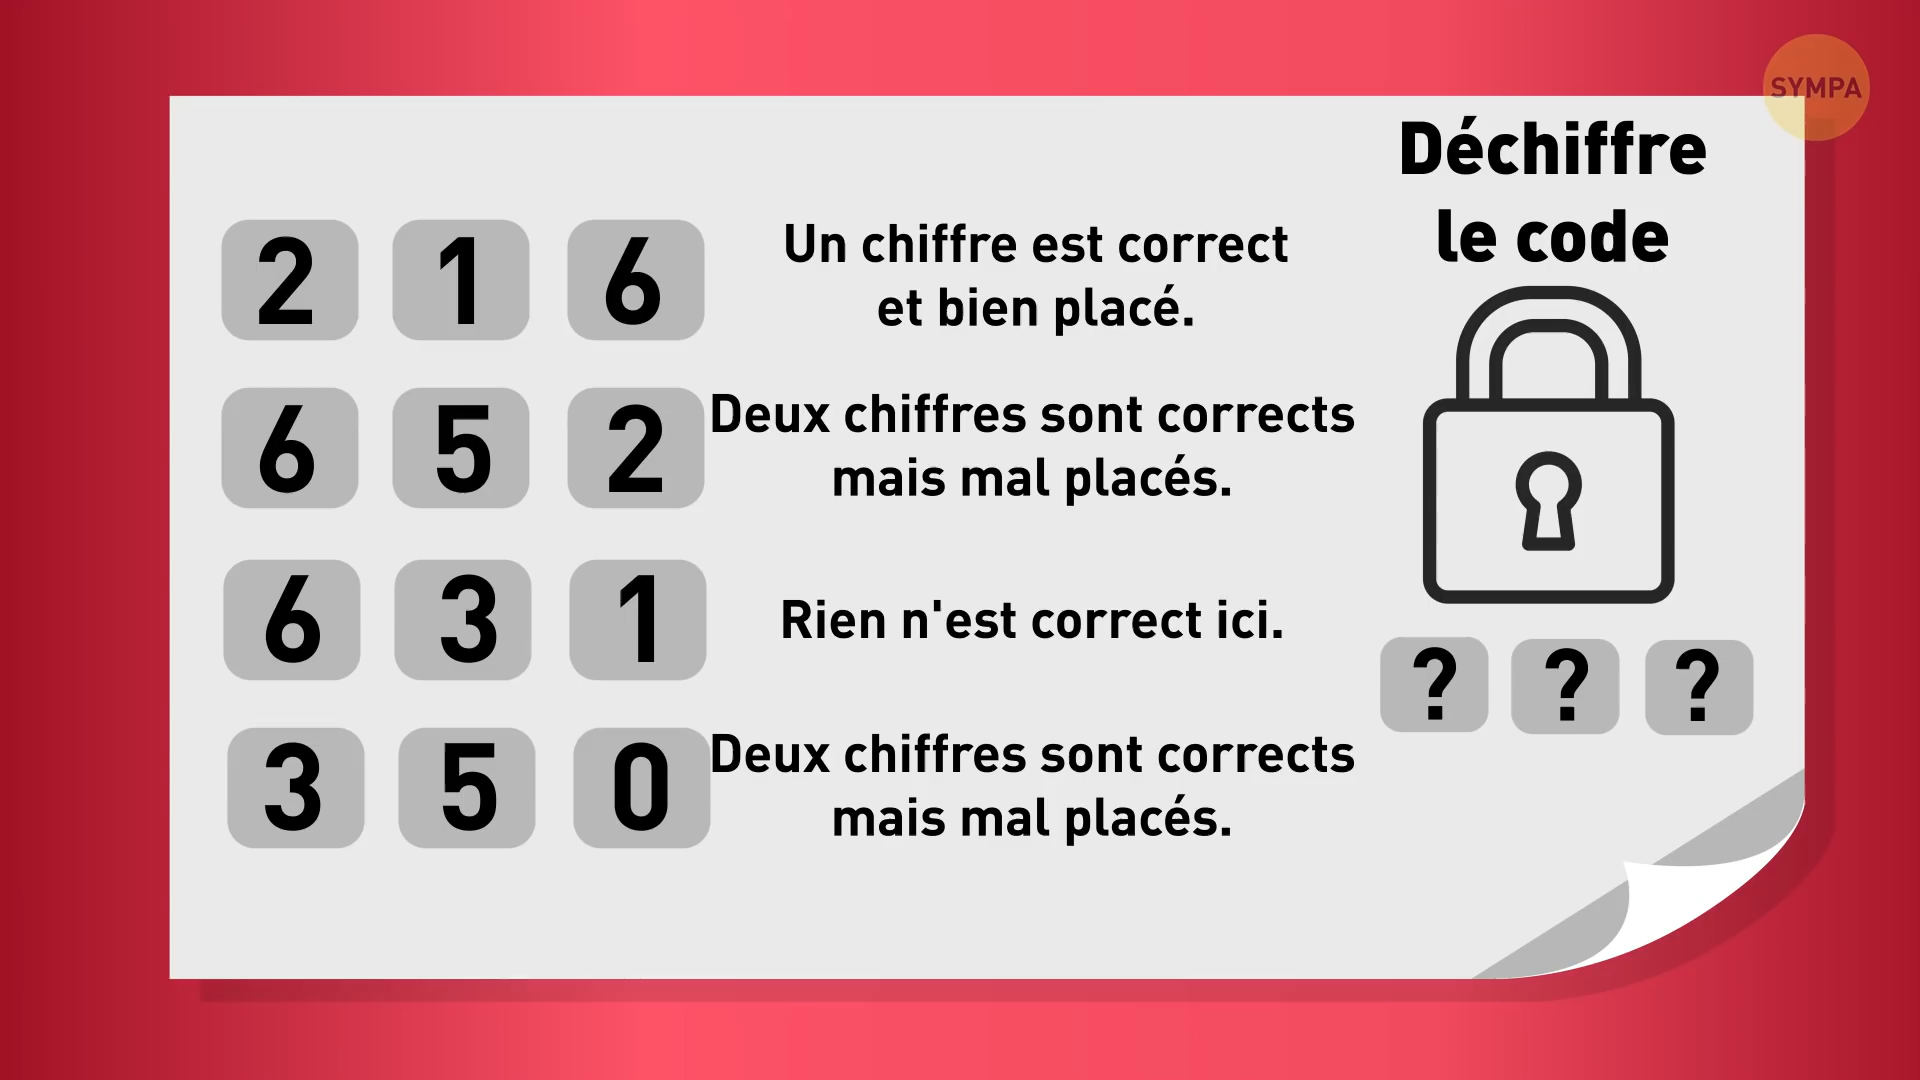 SYMPA
Déchiffre
le code
2 1 6
Un chiffre est correct
et bien placé.
6 5 2
Deux chiffres sont corrects
mais mal placés.
6 3 1
Rien n'est correct ici.
3 5 0
Deux chiffres sont corrects
mais mal placés.
? ? ?